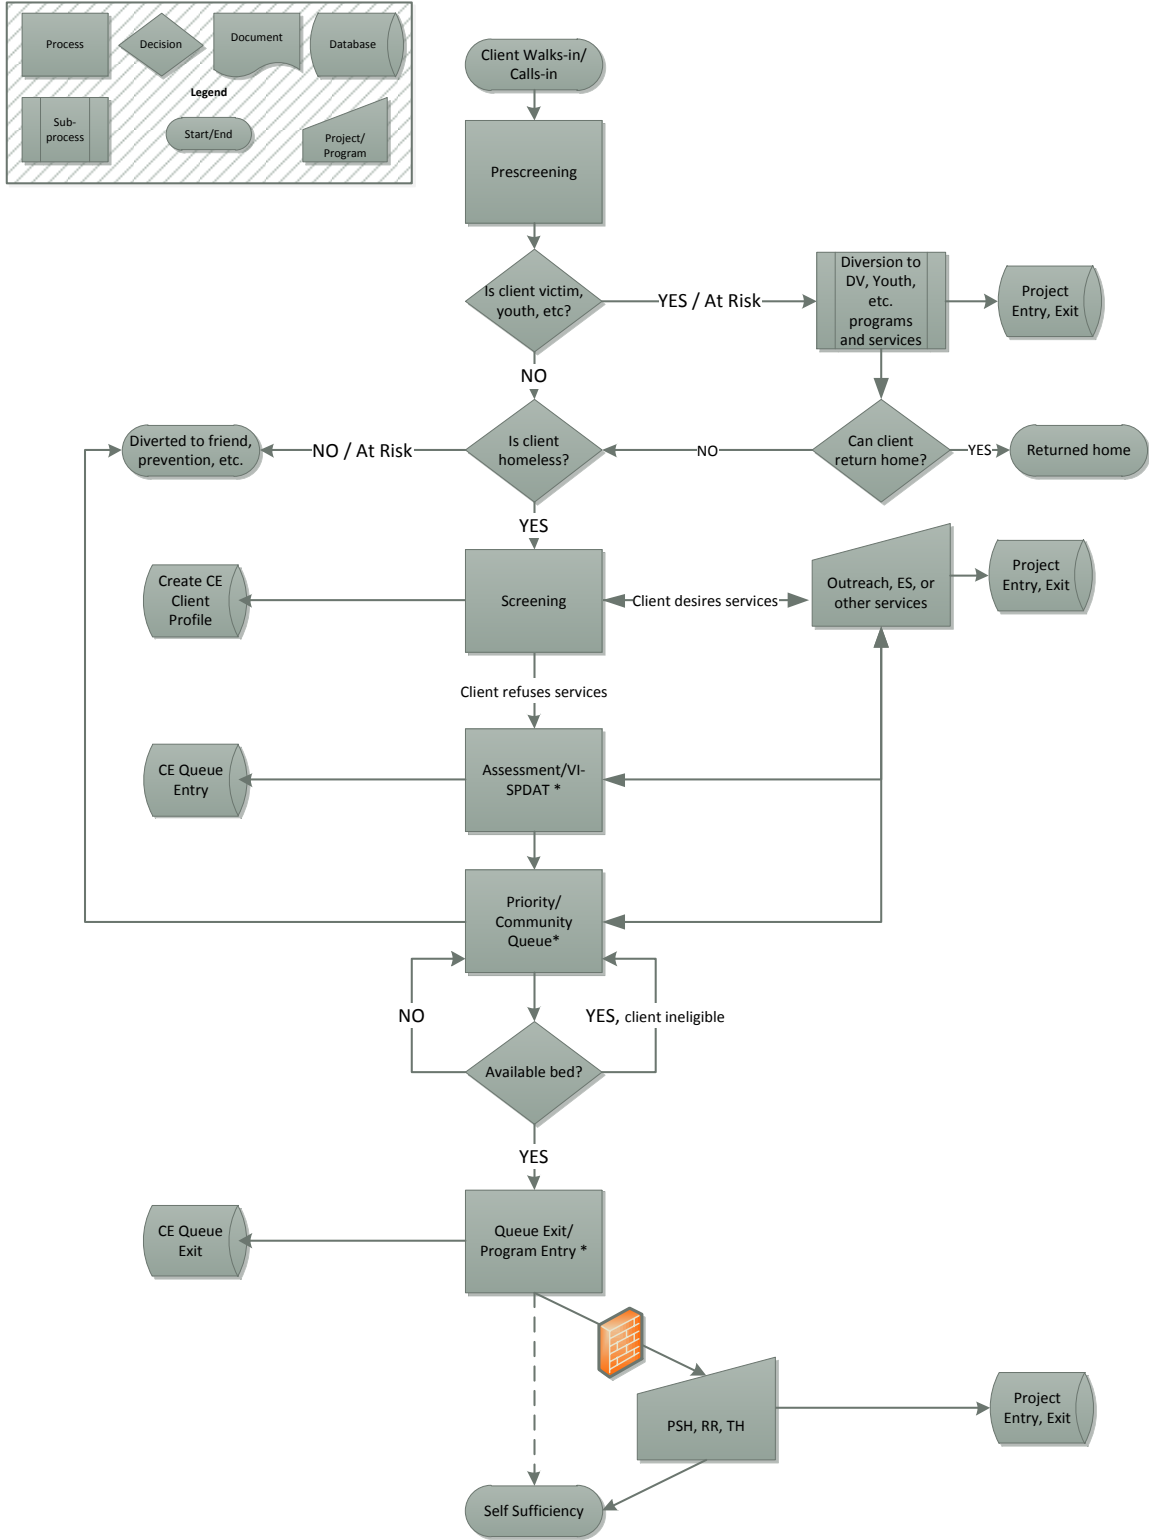 Process
Decision
Document
Database
Legend
Sub-
process
Start/End
Project/
Program
Client Walks-in/
Calls-in
Prescreening
Is client victim,
youth, etc?
YES / At Risk
Diversion to
DV, Youth,
etc.
programs
and services
Project
Entry, Exit
NO
Diverted to friend,
prevention, etc.
NO / At Risk
Is client
homeless?
NO
Can client
return home?
YES
Returned home
YES
Create CE
Client
Profile
Screening
Client desires services
Outreach, ES, or
other services
Project
Entry, Exit
Client refuses services
CE Queue
Entry
Assessment/VI-
SPDAT *
Priority/
Community
Queue*
NO
YES, client ineligible
Available bed?
YES
CE Queue
Exit
Queue Exit/
Program Entry *
PSH, RR, TH
Project
Entry, Exit
Self Sufficiency